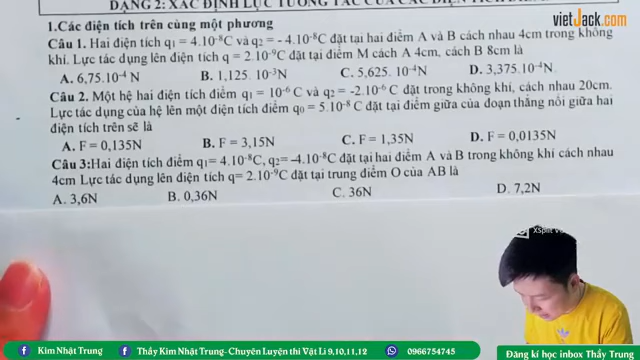 DẠNG 2: XÁC ĐỊNH LỰC TƯƠNG TÁC CỦA CÁC ĐIỆN TÍCH
vietJack.com
1.Các điện tích trên cùng một phương
Câu 1. Hai điện tích q₁ = 4.10⁻⁸C và q₂ = - 4.10⁻⁸C đặt tại hai điểm A và B cách nhau 4cm trong không
khí. Lực tác dụng lên điện tích q = 2.10⁻⁹C đặt tại điểm M cách A 4cm, cách B 8cm là
A. 6,75.10⁻⁴ N B. 1,125. 10⁻³N C. 5,625. 10⁻⁴N D. 3,375.10⁻⁴N.
Câu 2. Một hệ hai điện tích điểm q₁ = 10⁻⁶ C và q₂ = -2.10⁻⁶ C đặt trong không khí, cách nhau 20cm.
Lực tác dụng của hệ lên một điện tích điểm q₀ = 5.10⁻⁸ C đặt tại điểm giữa của đoạn thẳng nối giữa hai
điện tích trên sẽ là
A. F = 0,135N B. F = 3,15N C. F = 1,35N D. F = 0,0135N
Câu 3:Hai điện tích điểm q₁= 4.10⁻⁸C, q₂= -4.10⁻⁸C đặt tại hai điểm A và B trong không khí cách nhau
4cm Lực tác dụng lên điện tích q= 2.10⁻⁹C đặt tại trung điểm O của AB là
A. 3,6N B. 0,36N C. 36N D. 7,2N
XSplit
Kim Nhật Trung
Thầy Kim Nhật Trung- Chuyên Luyện thi Vật Lí 9,10,11,12
0966754745
Đăng kí học inbox Thầy Trung